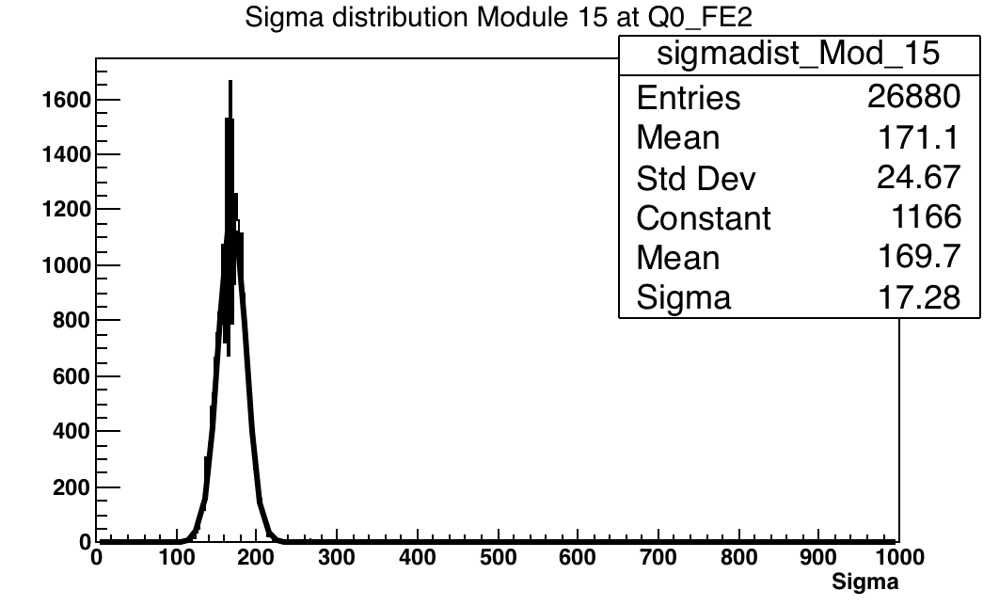 Sigma distribution Module 15 at Q0_FE2
sigmadist_Mod_15
Entries 26880
Mean 171.1
Std Dev 24.67
Constant 1166
Mean 169.7
Sigma 17.28
1600
1400
1200
1000
800
600
400
200
0
0 100 200 300 400 500 600 700 800 900 1000
Sigma